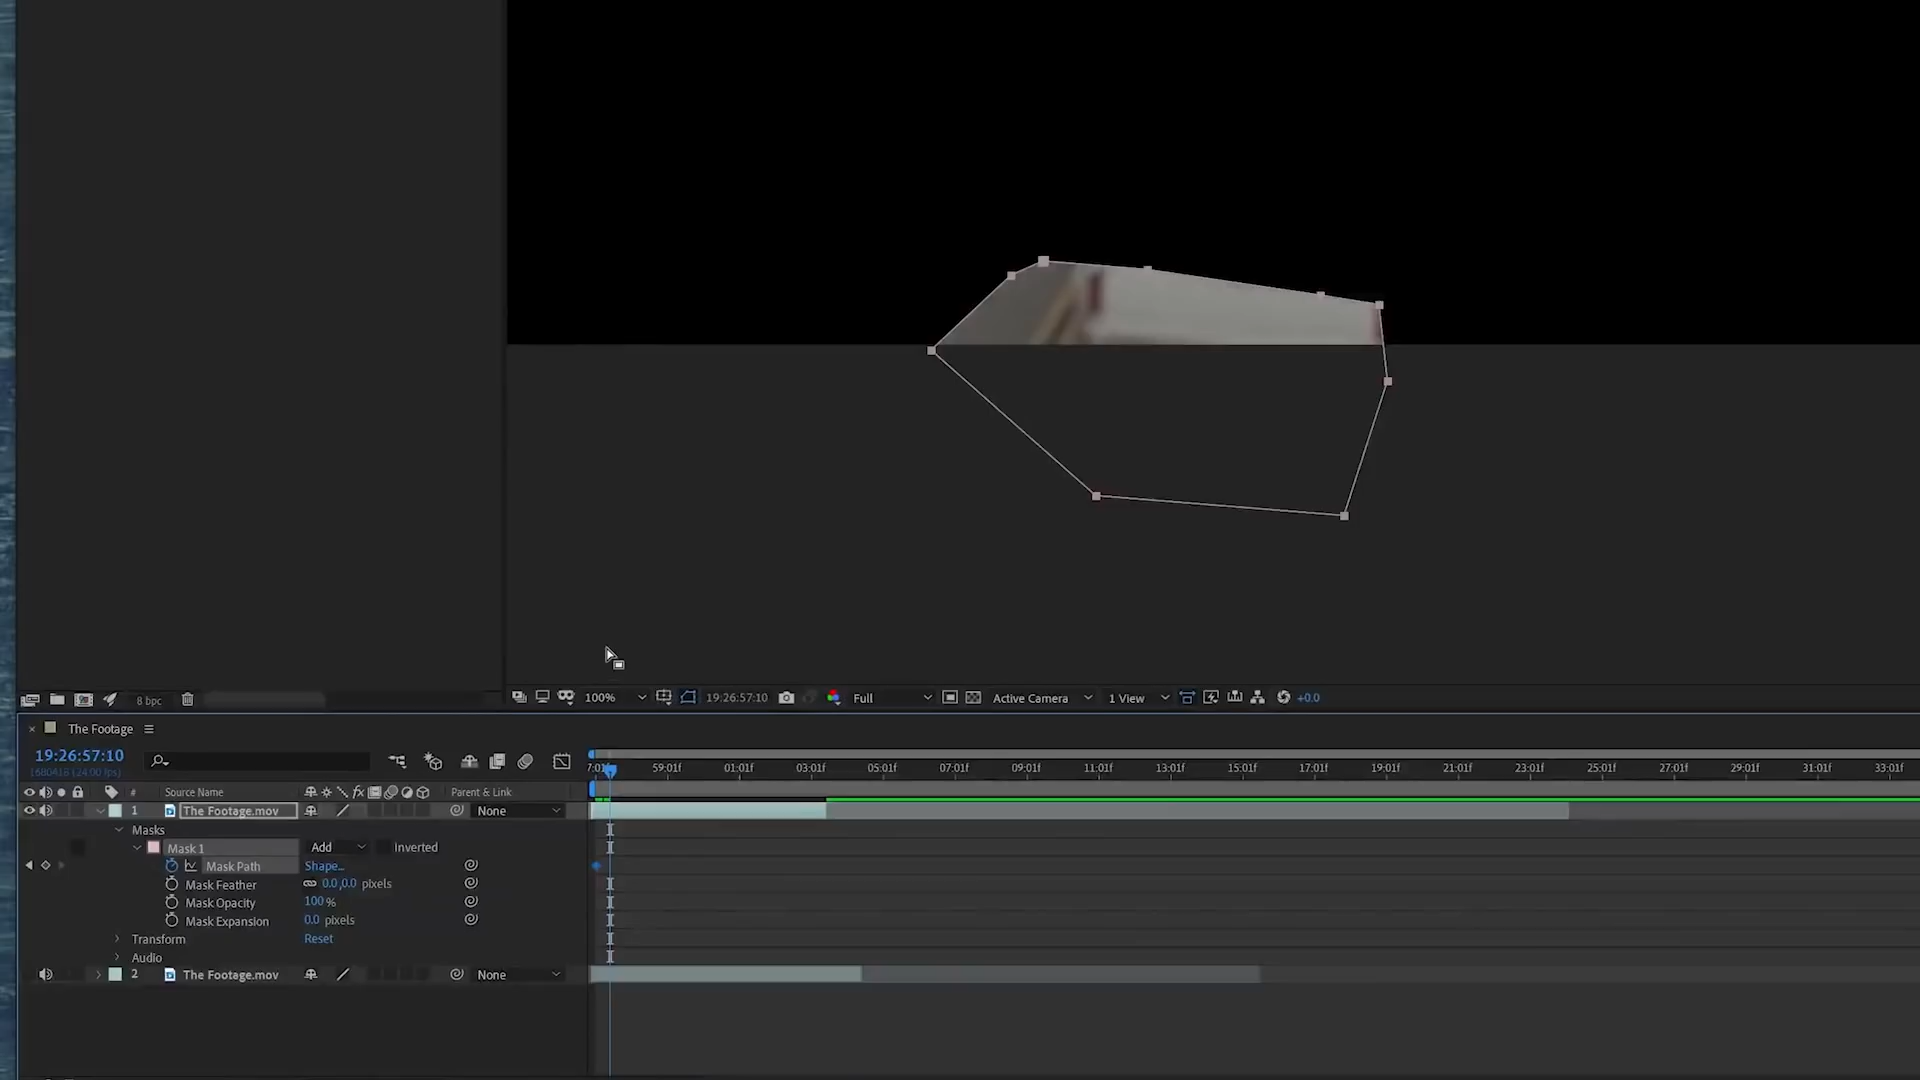 8 bpc
100%
19:26:57:10
Full
Active Camera
1 View
+0.0
The Footage
19:26:57:10
1680418 (24.00 fps)
59:01f 01:01f 03:01f 05:01f 07:01f 09:01f 11:01f 13:01f 15:01f 17:01f 19:01f 21:01f 23:01f 25:01f 27:01f 29:01f 31:01f 33:01f
# Source Name Parent & Link
1 The Footage.mov None
Masks
Mask 1 Add Inverted
Mask Path Shape...
Mask Feather 0.0,0.0 pixels
Mask Opacity 100 %
Mask Expansion 0.0 pixels
Transform Reset
Audio
2 The Footage.mov None